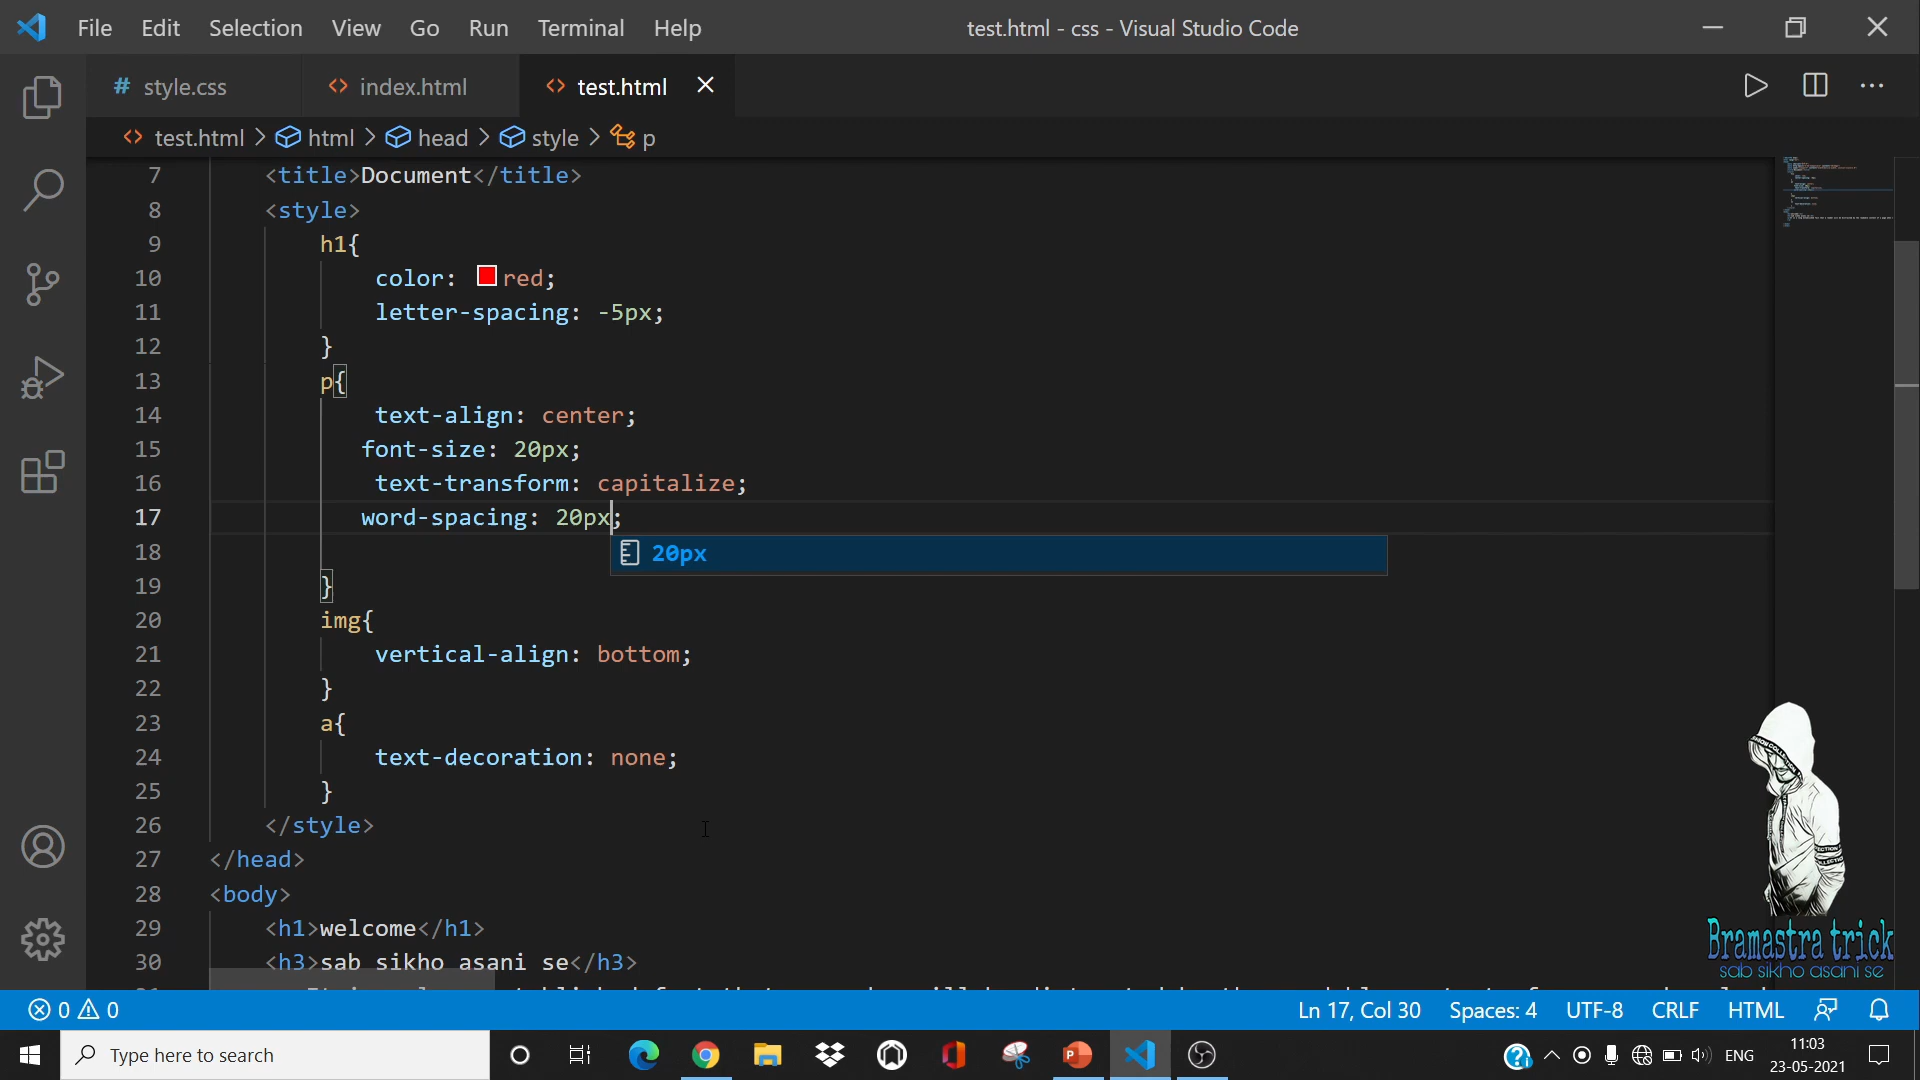 File Edit Selection View Go Run Terminal Help
test.html - css - Visual Studio Code
# style.css
<> index.html
<> test.html
<> test.html > html > head > style > p
7 <title>Document</title>
8 <style>
9 h1{
10 color: red;
11 letter-spacing: -5px;
12 }
13 p{
14 text-align: center;
15 font-size: 20px;
16 text-transform: capitalize;
17 word-spacing: 20px;
18
20px
19 }
20 img{
21 vertical-align: bottom;
22 }
23 a{
24 text-decoration: none;
25 }
26 </style>
27 </head>
28 <body>
29 <h1>welcome</h1>
30 <h3>sab sikho asani se</h3>
Bramastra trick
sab sikho asani se
0 0
Ln 17, Col 30 Spaces: 4 UTF-8 CRLF HTML
Type here to search
ENG
11:03
23-05-2021